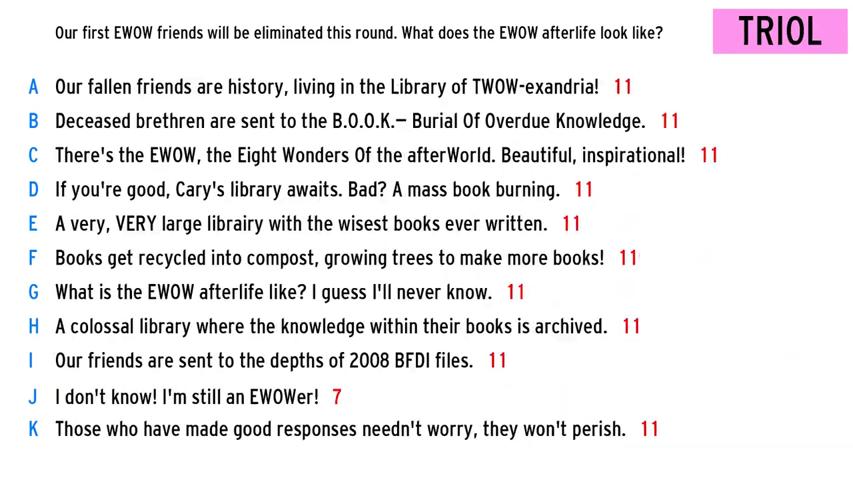 Our first EWOW friends will be eliminated this round. What does the EWOW afterlife look like?
TRIOL
A Our fallen friends are history, living in the Library of TWOW-exandria! 11
B Deceased brethren are sent to the B.O.O.K.— Burial Of Overdue Knowledge. 11
C There's the EWOW, the Eight Wonders Of the afterWorld. Beautiful, inspirational! 11
D If you're good, Cary's library awaits. Bad? A mass book burning. 11
E A very, VERY large librairy with the wisest books ever written. 11
F Books get recycled into compost, growing trees to make more books! 11
G What is the EWOW afterlife like? I guess I'll never know. 11
H A colossal library where the knowledge within their books is archived. 11
I Our friends are sent to the depths of 2008 BFDI files. 11
J I don't know! I'm still an EWOWer! 7
K Those who have made good responses needn't worry, they won't perish. 11